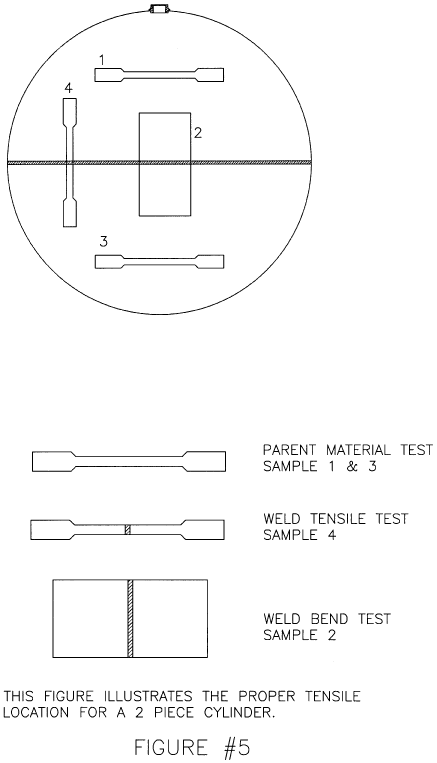 1
4
2
3
PARENT MATERIAL TEST
SAMPLE 1 & 3
WELD TENSILE TEST
SAMPLE 4
WELD BEND TEST
SAMPLE 2
THIS FIGURE ILLUSTRATES THE PROPER TENSILE
LOCATION FOR A 2 PIECE CYLINDER.
FIGURE #5